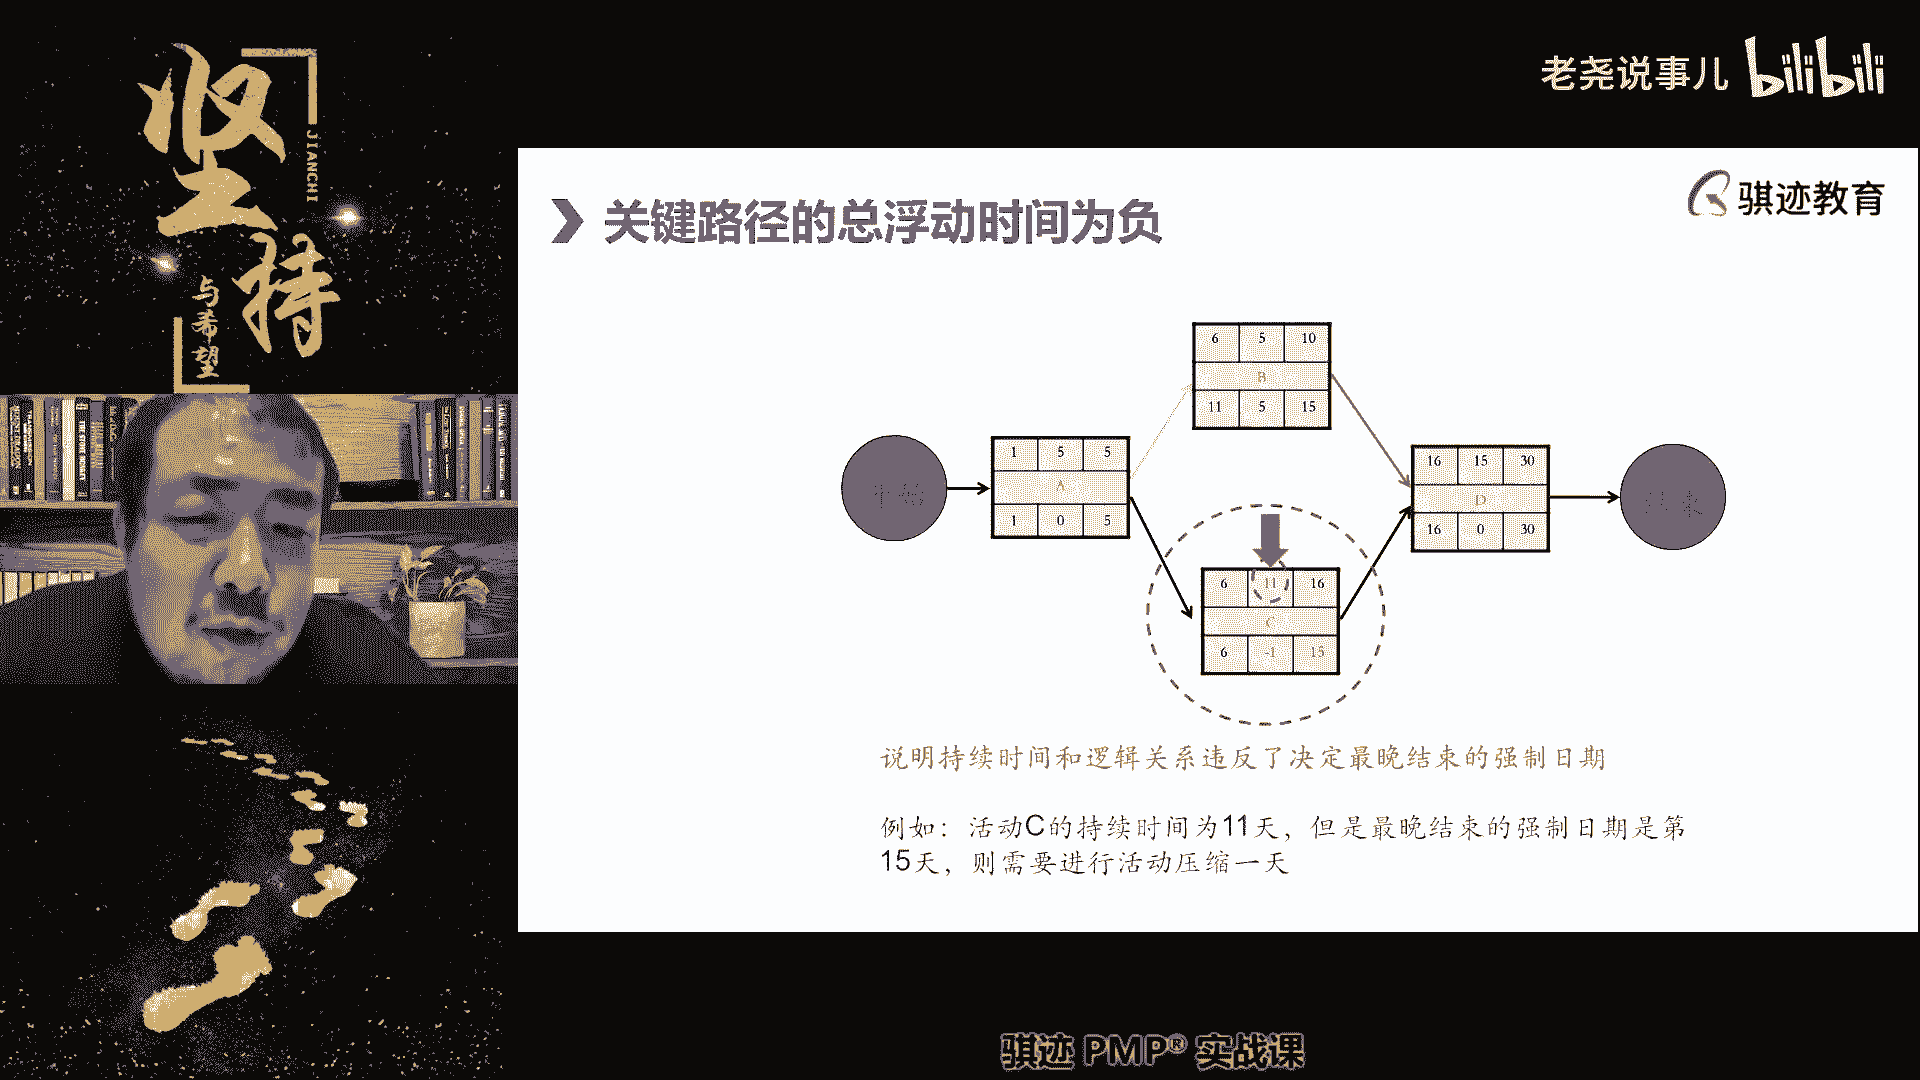 坚持
JIANCHI
与希望
老尧说事儿 bilibili
骐迹教育
关键路径的总浮动时间为负
6 5 10
B
11 5 15
1 5 5
A
1 0 5
16 15 30
D
16 0 30
开始
结束
6 11 16
C
6 -1 15
说明持续时间和逻辑关系违反了决定最晚结束的强制日期
例如：活动C的持续时间为11天，但是最晚结束的强制日期是第
15天，则需要进行活动压缩一天
骐迹 PMP® 实战课